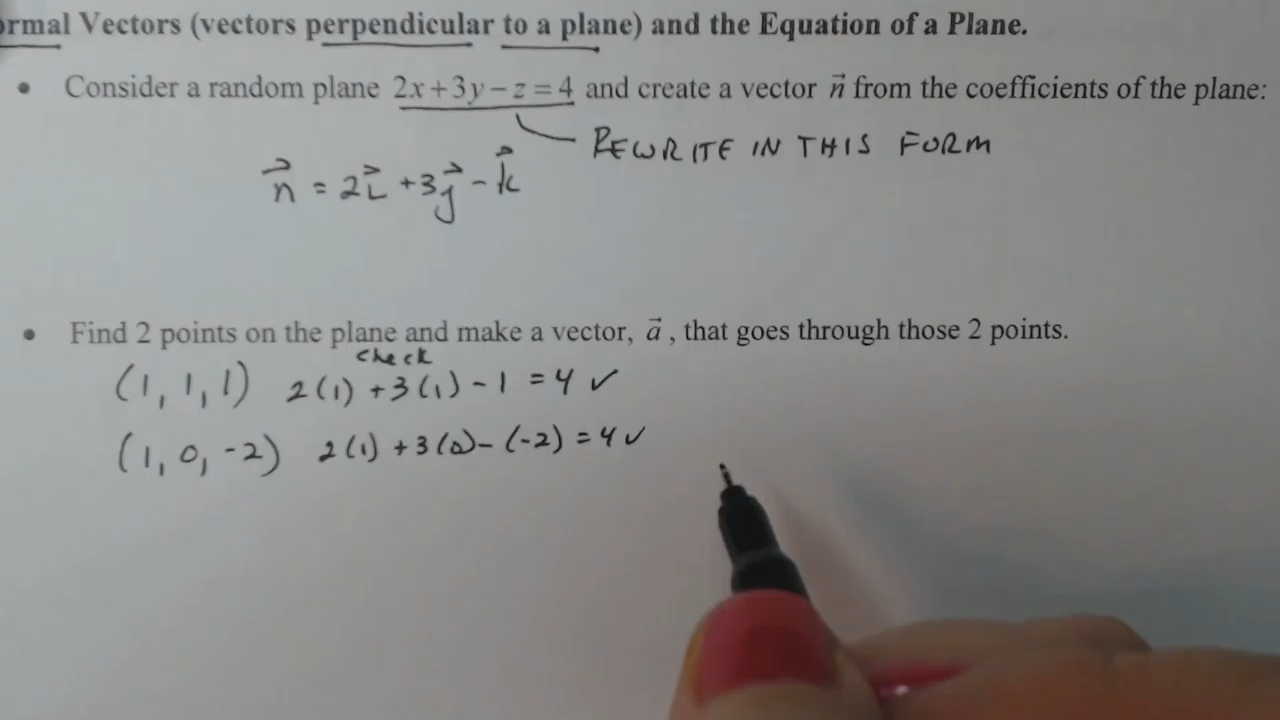 ormal Vectors (vectors perpendicular to a plane) and the Equation of a Plane.
• Consider a random plane 2x+3y−z=4 and create a vector n⃗ from the coefficients of the plane:
REWRITE IN THIS FORM
n⃗ = 2i⃗ +3j⃗ − k⃗
• Find 2 points on the plane and make a vector, a⃗, that goes through those 2 points.
check
(1, 1, 1) 2(1) +3(1) − 1 = 4 ✓
(1, 0, -2) 2(1) +3(0) − (-2) = 4 ✓